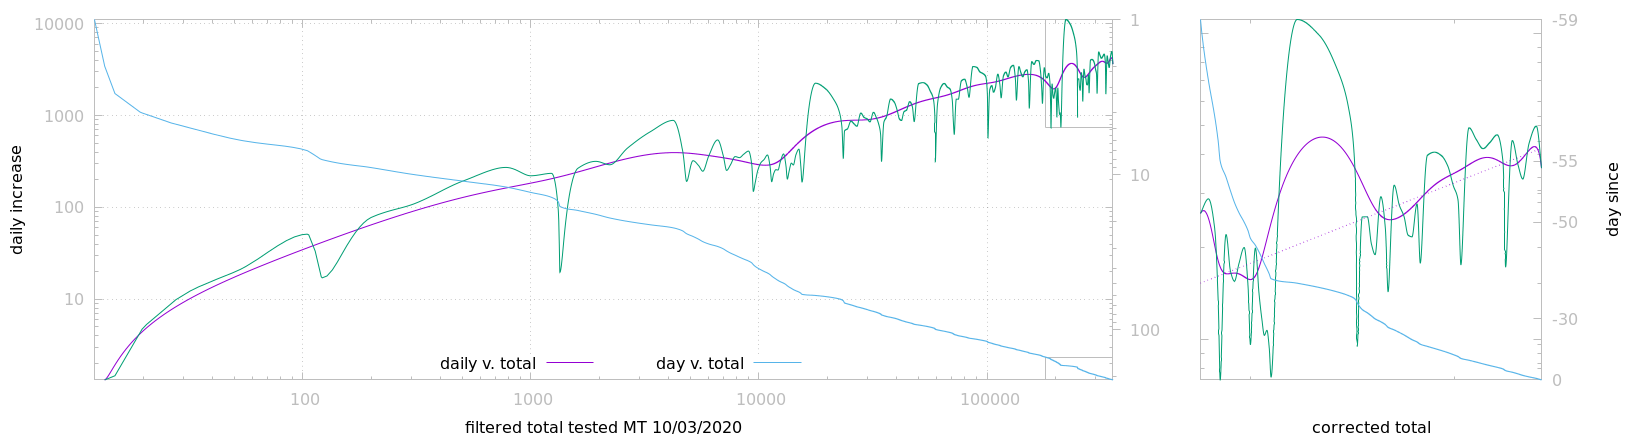 10000
1000
100
10
daily increase
daily v. total
day v. total
100
1000
10000
100000
filtered total tested MT 10/03/2020
1
10
100
-59
-55
-50
-30
0
day since
corrected total